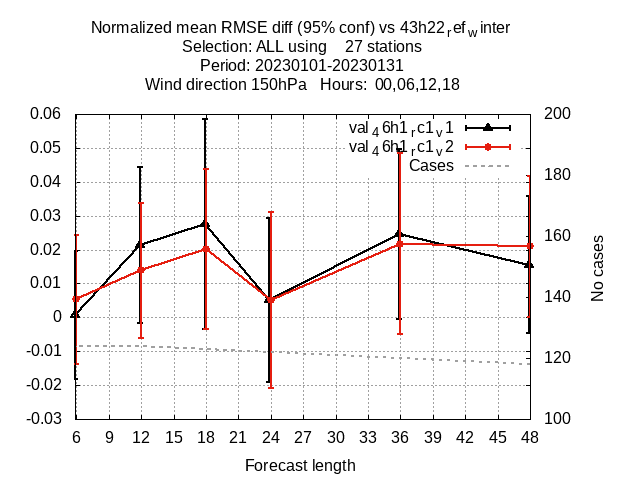 Normalized mean RMSE diff (95% conf) vs 43h22refwinter
Selection: ALL using    27 stations
Period: 20230101-20230131
Wind direction 150hPa   Hours:  00,06,12,18
val46h1rc1v1
val46h1rc1v2
Cases
0.06
0.05
0.04
0.03
0.02
0.01
0
-0.01
-0.02
-0.03
200
180
160
140
120
100
No cases
6 9 12 15 18 21 24 27 30 33 36 39 42 45 48
Forecast length